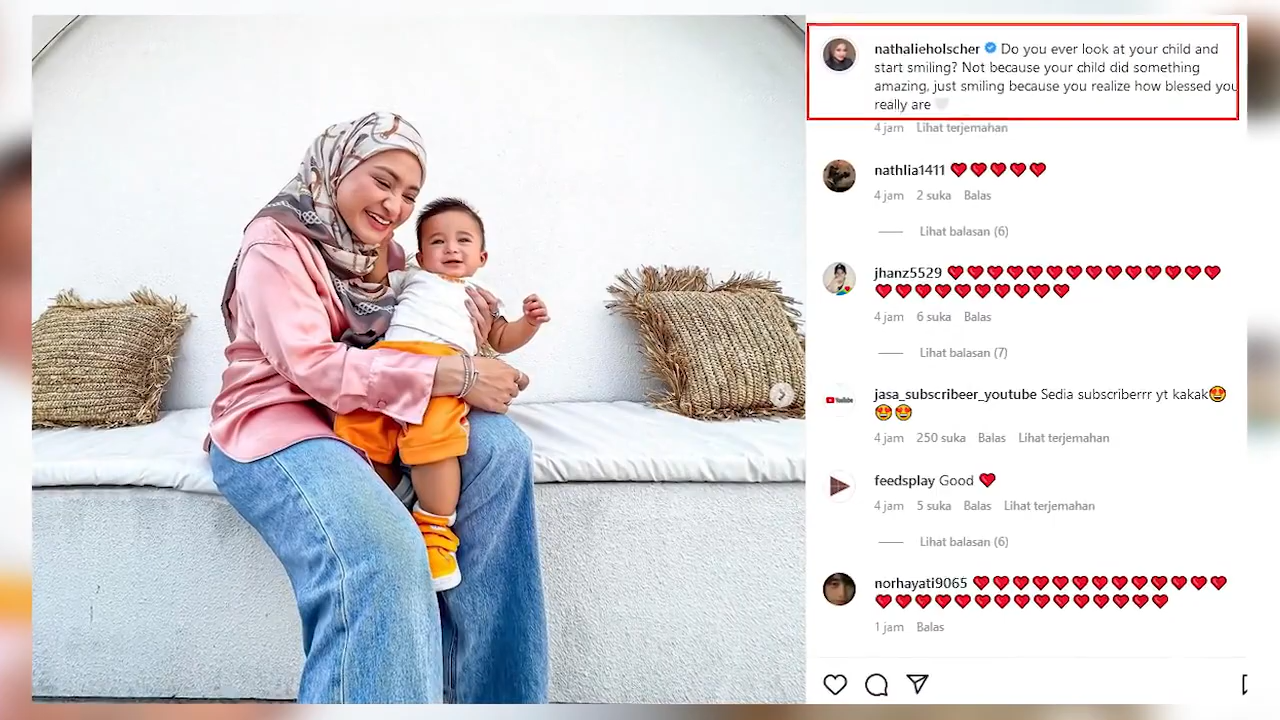 nathalieholscher Do you ever look at your child and
start smiling? Not because your child did something
amazing, just smiling because you realize how blessed you
really are 🤍
4 jam Lihat terjemahan
nathlia1411 ❤️❤️❤️❤️❤️
4 jam 2 suka Balas
Lihat balasan (6)
jhanz5529 ❤️❤️❤️❤️❤️❤️❤️❤️❤️❤️❤️❤️❤️❤️
❤️❤️❤️❤️❤️❤️❤️❤️❤️❤️
4 jam 6 suka Balas
Lihat balasan (7)
jasa_subscribeer_youtube Sedia subscriberrr yt kakak😍
😍😍
4 jam 250 suka Balas Lihat terjemahan
feedsplay Good ❤️
4 jam 5 suka Balas Lihat terjemahan
Lihat balasan (6)
norhayati9065 ❤️❤️❤️❤️❤️❤️❤️❤️❤️❤️❤️❤️❤️
❤️❤️❤️❤️❤️❤️❤️❤️❤️❤️❤️❤️❤️❤️❤️
1 jam Balas